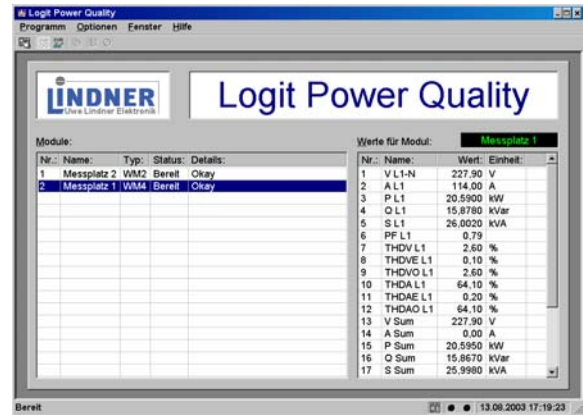 Logit Power Quality
Programm Optionen Fenster Hilfe
LINDNER
Uwe Lindner Elektronik
Logit Power Quality
Module:
Nr.: Name: Typ: Status: Details:
1 Messplatz 2 WM2 Bereit Okay
2 Messplatz 1 WM4 Bereit Okay
Werte für Modul: Messplatz 1
Nr.: Name: Wert: Einheit:
1 V L1-N 227,90 V
2 A L1 114,00 A
3 P L1 20,5900 kW
4 Q L1 15,8780 kVar
5 S L1 26,0020 kVA
6 PF L1 0,79
7 THDV L1 2,60 %
8 THDVE L1 0,10 %
9 THDVO L1 2,60 %
10 THDA L1 64,10 %
11 THDAE L1 0,20 %
12 THDAO L1 64,10 %
13 V Sum 227,90 V
14 A Sum 0,00 A
15 P Sum 20,5950 kW
16 Q Sum 15,8670 kVar
17 S Sum 25,9980 kVA
Bereit 13.08.2003 17:19:23